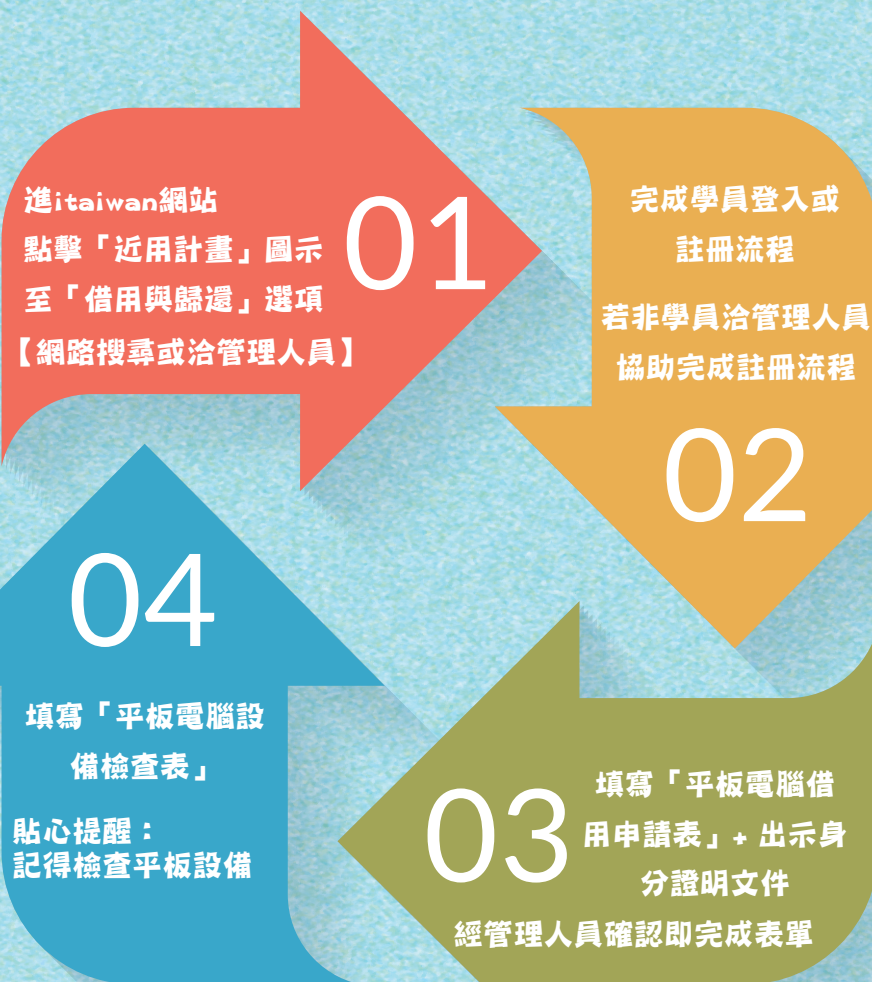 進itaiwan網站
點擊「近用計畫」圖示
至「借用與歸還」選項
【網路搜尋或洽管理人員】
01
完成學員登入或
註冊流程
若非學員洽管理人員
協助完成註冊流程
02
03
填寫「平板電腦借
用申請表」+ 出示身
分證明文件
經管理人員確認即完成表單
04
填寫「平板電腦設
備檢查表」
貼心提醒：
記得檢查平板設備